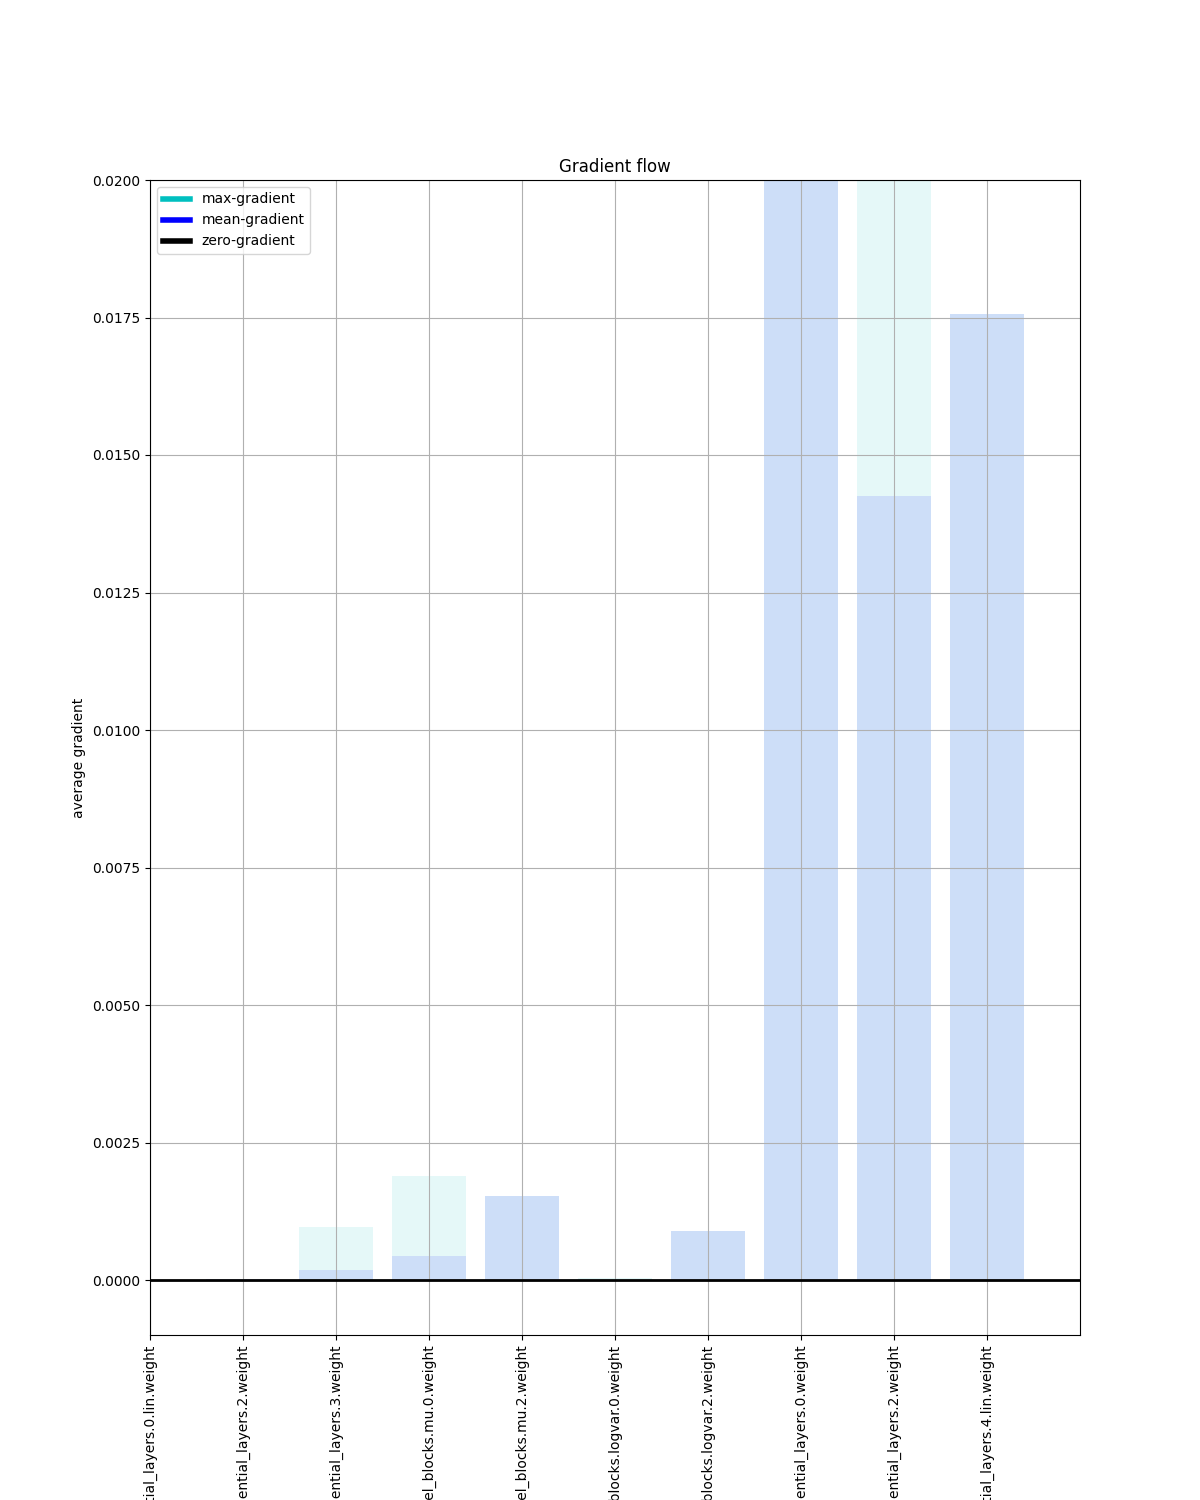 Gradient flow
max-gradient
mean-gradient
zero-gradient
0.0200
0.0175
0.0150
0.0125
0.0100
0.0075
0.0050
0.0025
0.0000
average gradient
tial_layers.0.lin.weight
ential_layers.2.weight
ential_layers.3.weight
el_blocks.mu.0.weight
el_blocks.mu.2.weight
blocks.logvar.0.weight
blocks.logvar.2.weight
ential_layers.0.weight
ential_layers.2.weight
tial_layers.4.lin.weight